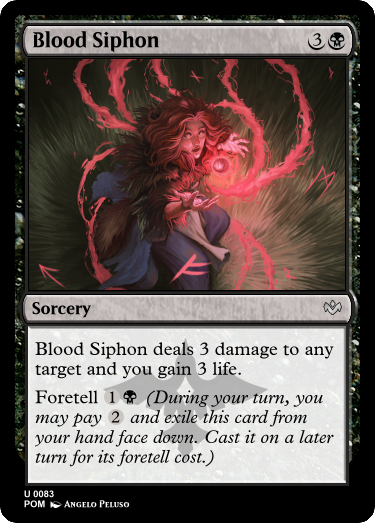 Blood Siphon 3
Sorcery
Blood Siphon deals 3 damage to any
target and you gain 3 life.
Foretell 1 (During your turn, you
may pay 2 and exile this card from
your hand face down. Cast it on a later
turn for its foretell cost.)
U 0083
POM Angelo Peluso